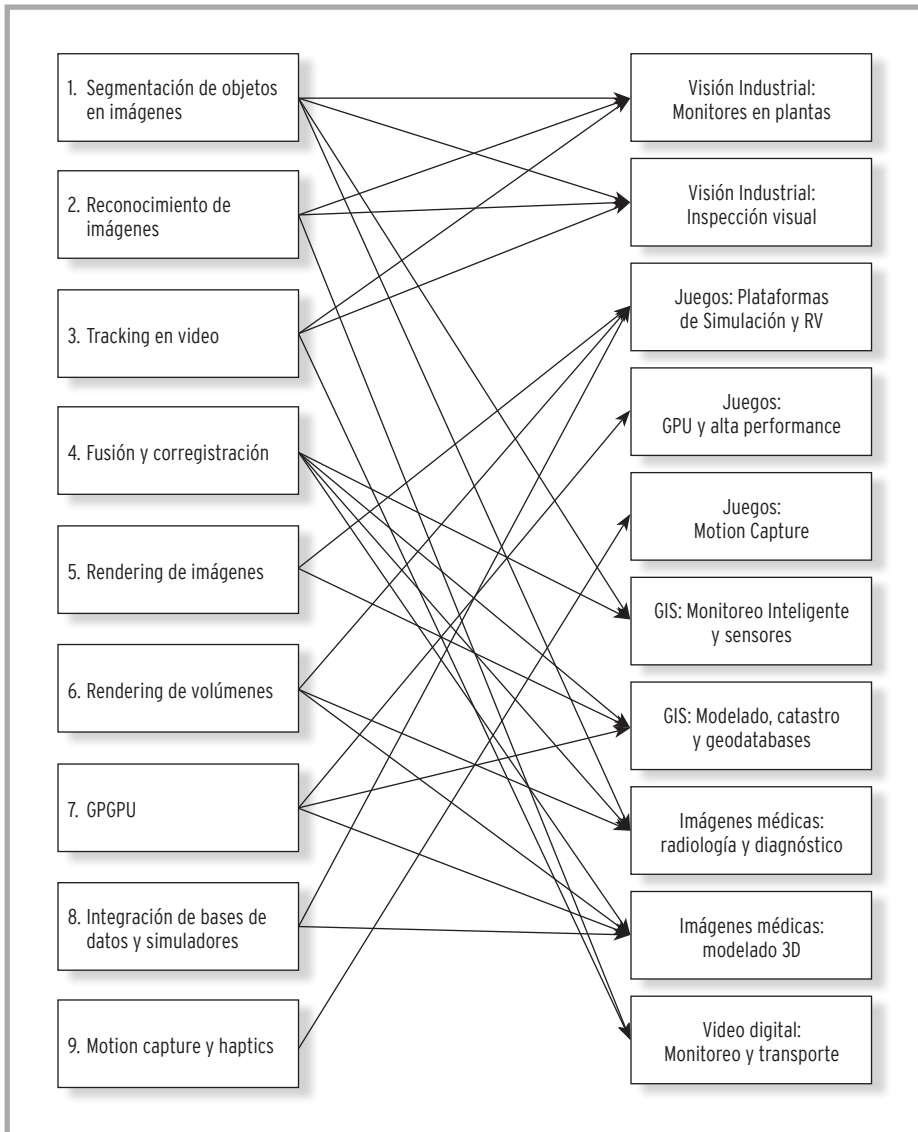 1. Segmentación de objetos
en imágenes
2. Reconocimiento de
imágenes
3. Tracking en video
4. Fusión y corregistración
5. Rendering de imágenes
6. Rendering de volúmenes
7. GPGPU
8. Integración de bases de
datos y simuladores
9. Motion capture y haptics
Visión Industrial:
Monitores en plantas
Visión Industrial:
Inspección visual
Juegos: Plataformas
de Simulación y RV
Juegos:
GPU y alta performance
Juegos:
Motion Capture
GIS: Monitoreo Inteligente
y sensores
GIS: Modelado, catastro
y geodatabases
Imágenes médicas:
radiología y diagnóstico
Imágenes médicas:
modelado 3D
Video digital:
Monitoreo y transporte